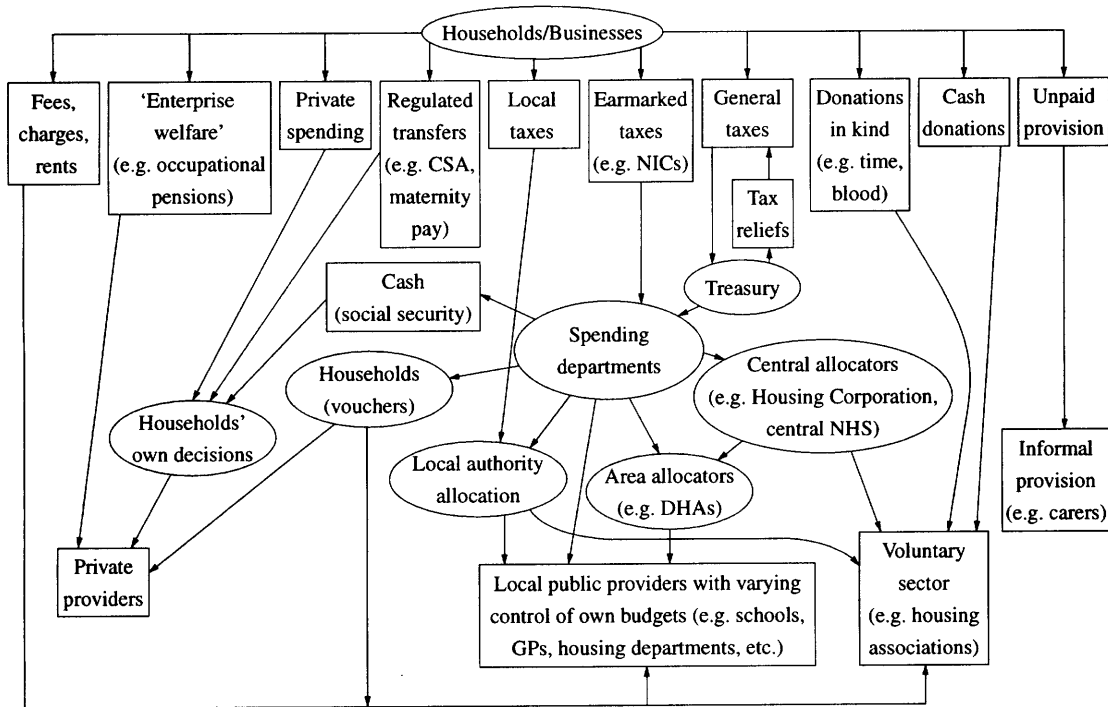 Households/Businesses
Fees,
charges,
rents
‘Enterprise
welfare’
(e.g. occupational
pensions)
Private
spending
Regulated
transfers
(e.g. CSA,
maternity
pay)
Local
taxes
Earmarked
taxes
(e.g. NICs)
General
taxes
Donations
in kind
(e.g. time,
blood)
Cash
donations
Unpaid
provision
Tax
reliefs
Treasury
Cash
(social security)
Spending
departments
Households
(vouchers)
Central allocators
(e.g. Housing Corporation,
central NHS)
Households’
own decisions
Local authority
allocation
Area allocators
(e.g. DHAs)
Informal
provision
(e.g. carers)
Private
providers
Local public providers with varying
control of own budgets (e.g. schools,
GPs, housing departments, etc.)
Voluntary
sector
(e.g. housing
associations)